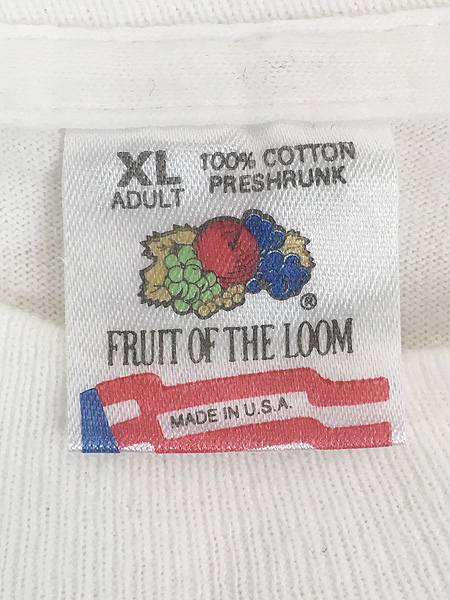 XL 100% COTTON
ADULT PRESHRUNK
®
FRUIT OF THE LOOM
MADE IN U.S.A.